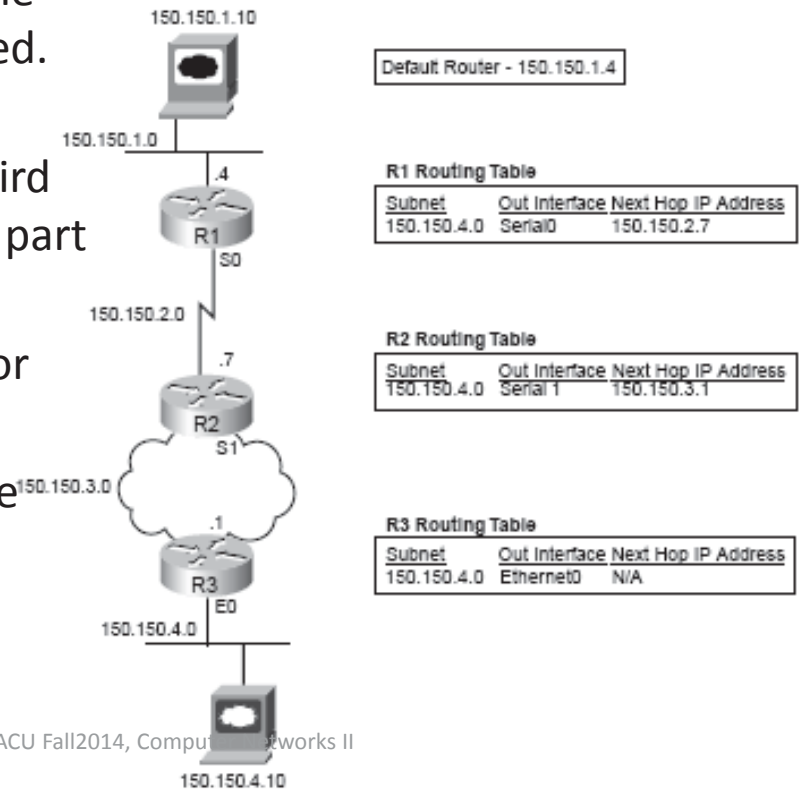 ne
150.150.1.10
ed.
Default Router - 150.150.1.4
150.150.1.0
ird
.4
R1 Routing Table
Subnet Out Interface Next Hop IP Address
part
R1
150.150.4.0 Serial0 150.150.2.7
S0
150.150.2.0
or
.7
R2 Routing Table
Subnet Out Interface Next Hop IP Address
150.150.4.0 Serial 1 150.150.3.1
R2
S1
e
150.150.3.0
.1
R3 Routing Table
Subnet Out Interface Next Hop IP Address
150.150.4.0 Ethernet0 N/A
R3
E0
150.150.4.0
ACU Fall2014, Computer Networks II
150.150.4.10